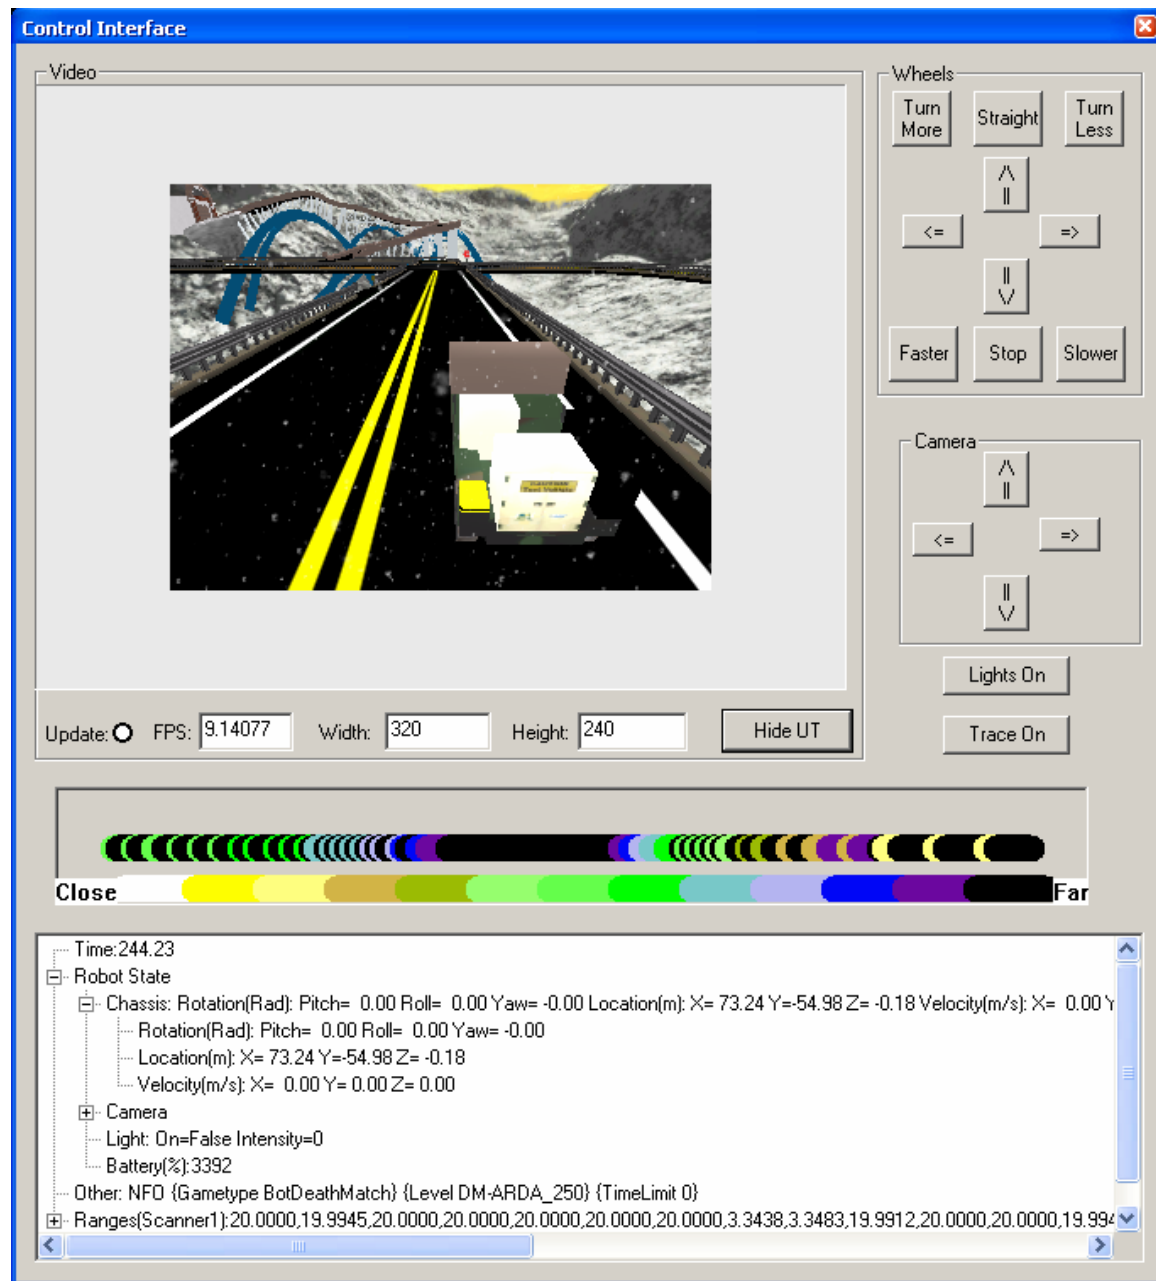 Control Interface
Video
Wheels
Turn More
Straight
Turn Less
/\
||
<=
=>
||
\/
Faster
Stop
Slower
Camera
/\
||
<=
=>
||
\/
Lights On
Trace On
Update:
FPS: 9.14077
Width: 320
Height: 240
Hide UT
Close
Far
Time:244.23
Robot State
Chassis: Rotation(Rad): Pitch= 0.00 Roll= 0.00 Yaw= -0.00 Location(m): X= 73.24 Y=-54.98 Z= -0.18 Velocity(m/s): X= 0.00 Y
Rotation(Rad): Pitch= 0.00 Roll= 0.00 Yaw= -0.00
Location(m): X= 73.24 Y=-54.98 Z= -0.18
Velocity(m/s): X= 0.00 Y= 0.00 Z= 0.00
Camera
Light: On=False Intensity=0
Battery(%):3392
Other: NFO {Gametype BotDeathMatch} {Level DM-ARDA_250} {TimeLimit 0}
Ranges(Scanner1):20.0000,19.9945,20.0000,20.0000,20.0000,20.0000,20.0000,3.3438,3.3483,19.9912,20.0000,20.0000,19.994